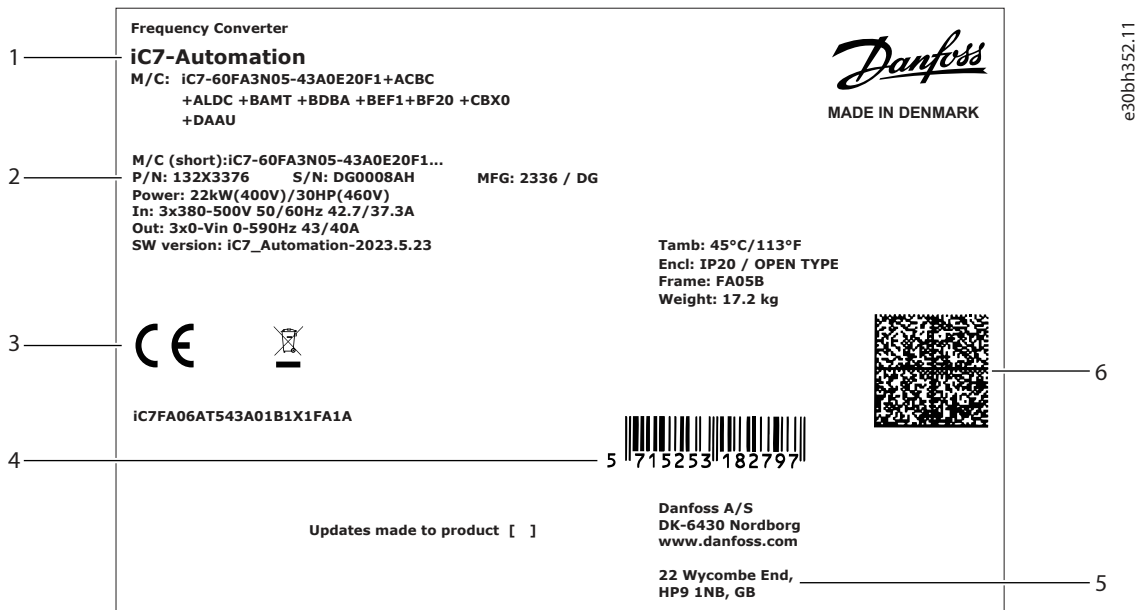 Frequency Converter
iC7-Automation
M/C: iC7-60FA3N05-43A0E20F1+ACBC
+ALDC +BAMT +BDBA +BEF1+BF20 +CBX0
+DAAU
Danfoss
MADE IN DENMARK
e30bh352.11
1
M/C (short):iC7-60FA3N05-43A0E20F1...
2
P/N: 132X3376 S/N: DG0008AH MFG: 2336 / DG
Power: 22kW(400V)/30HP(460V)
In: 3x380-500V 50/60Hz 42.7/37.3A
Out: 3x0-Vin 0-590Hz 43/40A
SW version: iC7_Automation-2023.5.23
Tamb: 45°C/113°F
Encl: IP20 / OPEN TYPE
Frame: FA05B
Weight: 17.2 kg
3
CE
6
iC7FA06AT543A01B1X1FA1A
4
5 715253 182797
Updates made to product [ ]
Danfoss A/S
DK-6430 Nordborg
www.danfoss.com
22 Wycombe End,
HP9 1NB, GB
5